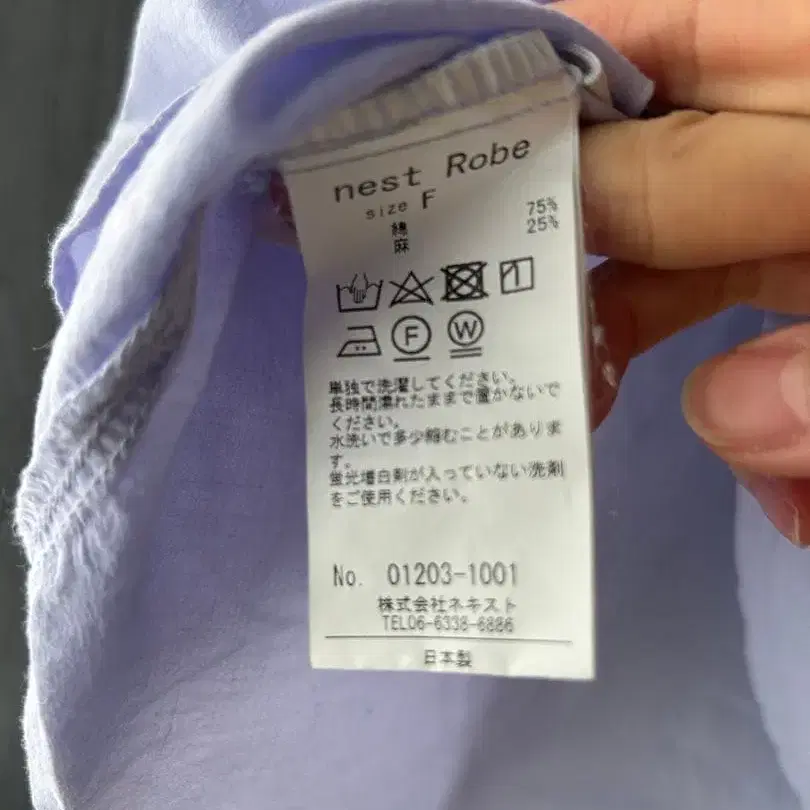 nest Robe
size F
綿 75%
麻 25%
F W
単独で洗濯してください。
長時間濡れたままで置かないで
ください。
水洗いで多少縮むことがありま
す。
蛍光増白剤が入っていない洗剤
をご使用ください。
No. 01203-1001
株式会社ネキスト
TEL06-6338-6886
日本製